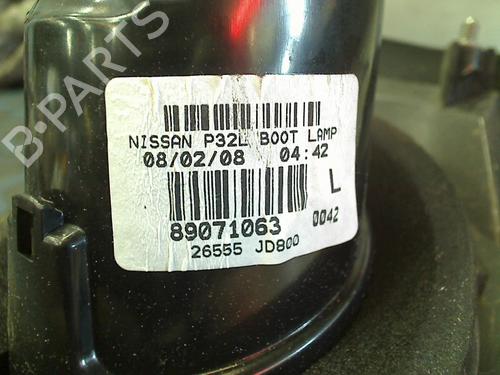 B-PARTS
NISSAN P32L BOOT LAMP
08/02/08 04:42
L
89071063 0042
26555 JD800